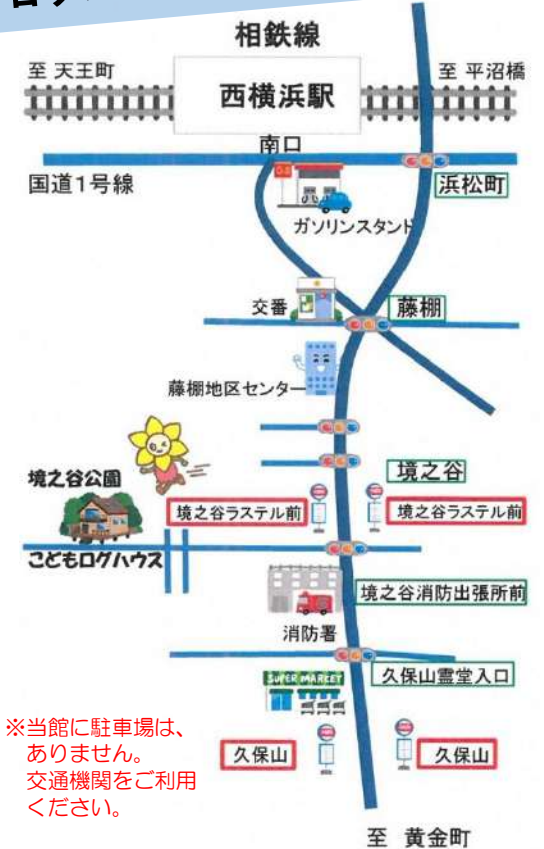 相鉄線
至 天王町
西横浜駅
至 平沼橋
南口
国道1号線
浜松町
ガソリンスタンド
交番
藤棚
藤棚地区センター
境之谷
境之谷公園
境之谷ラステル前
境之谷ラステル前
こどもログハウス
境之谷消防出張所前
消防署
久保山霊堂入口
SUPER MARKET
※当館に駐車場は、
ありません。
交通機関をご利用
ください。
久保山
久保山
至 黄金町